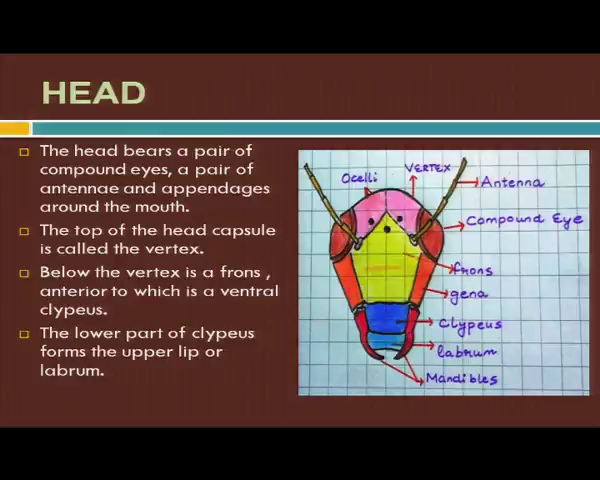 HEAD
The head bears a pair of
compound eyes, a pair of
antennae and appendages
around the mouth.
The top of the head capsule
is called the vertex.
Below the vertex is a frons ,
anterior to which is a ventral
clypeus.
The lower part of clypeus
forms the upper lip or
labrum.
Ocelli
VERTEX
Antenna
Compound Eye
frons
gena
Clypeus
labrum
Mandibles